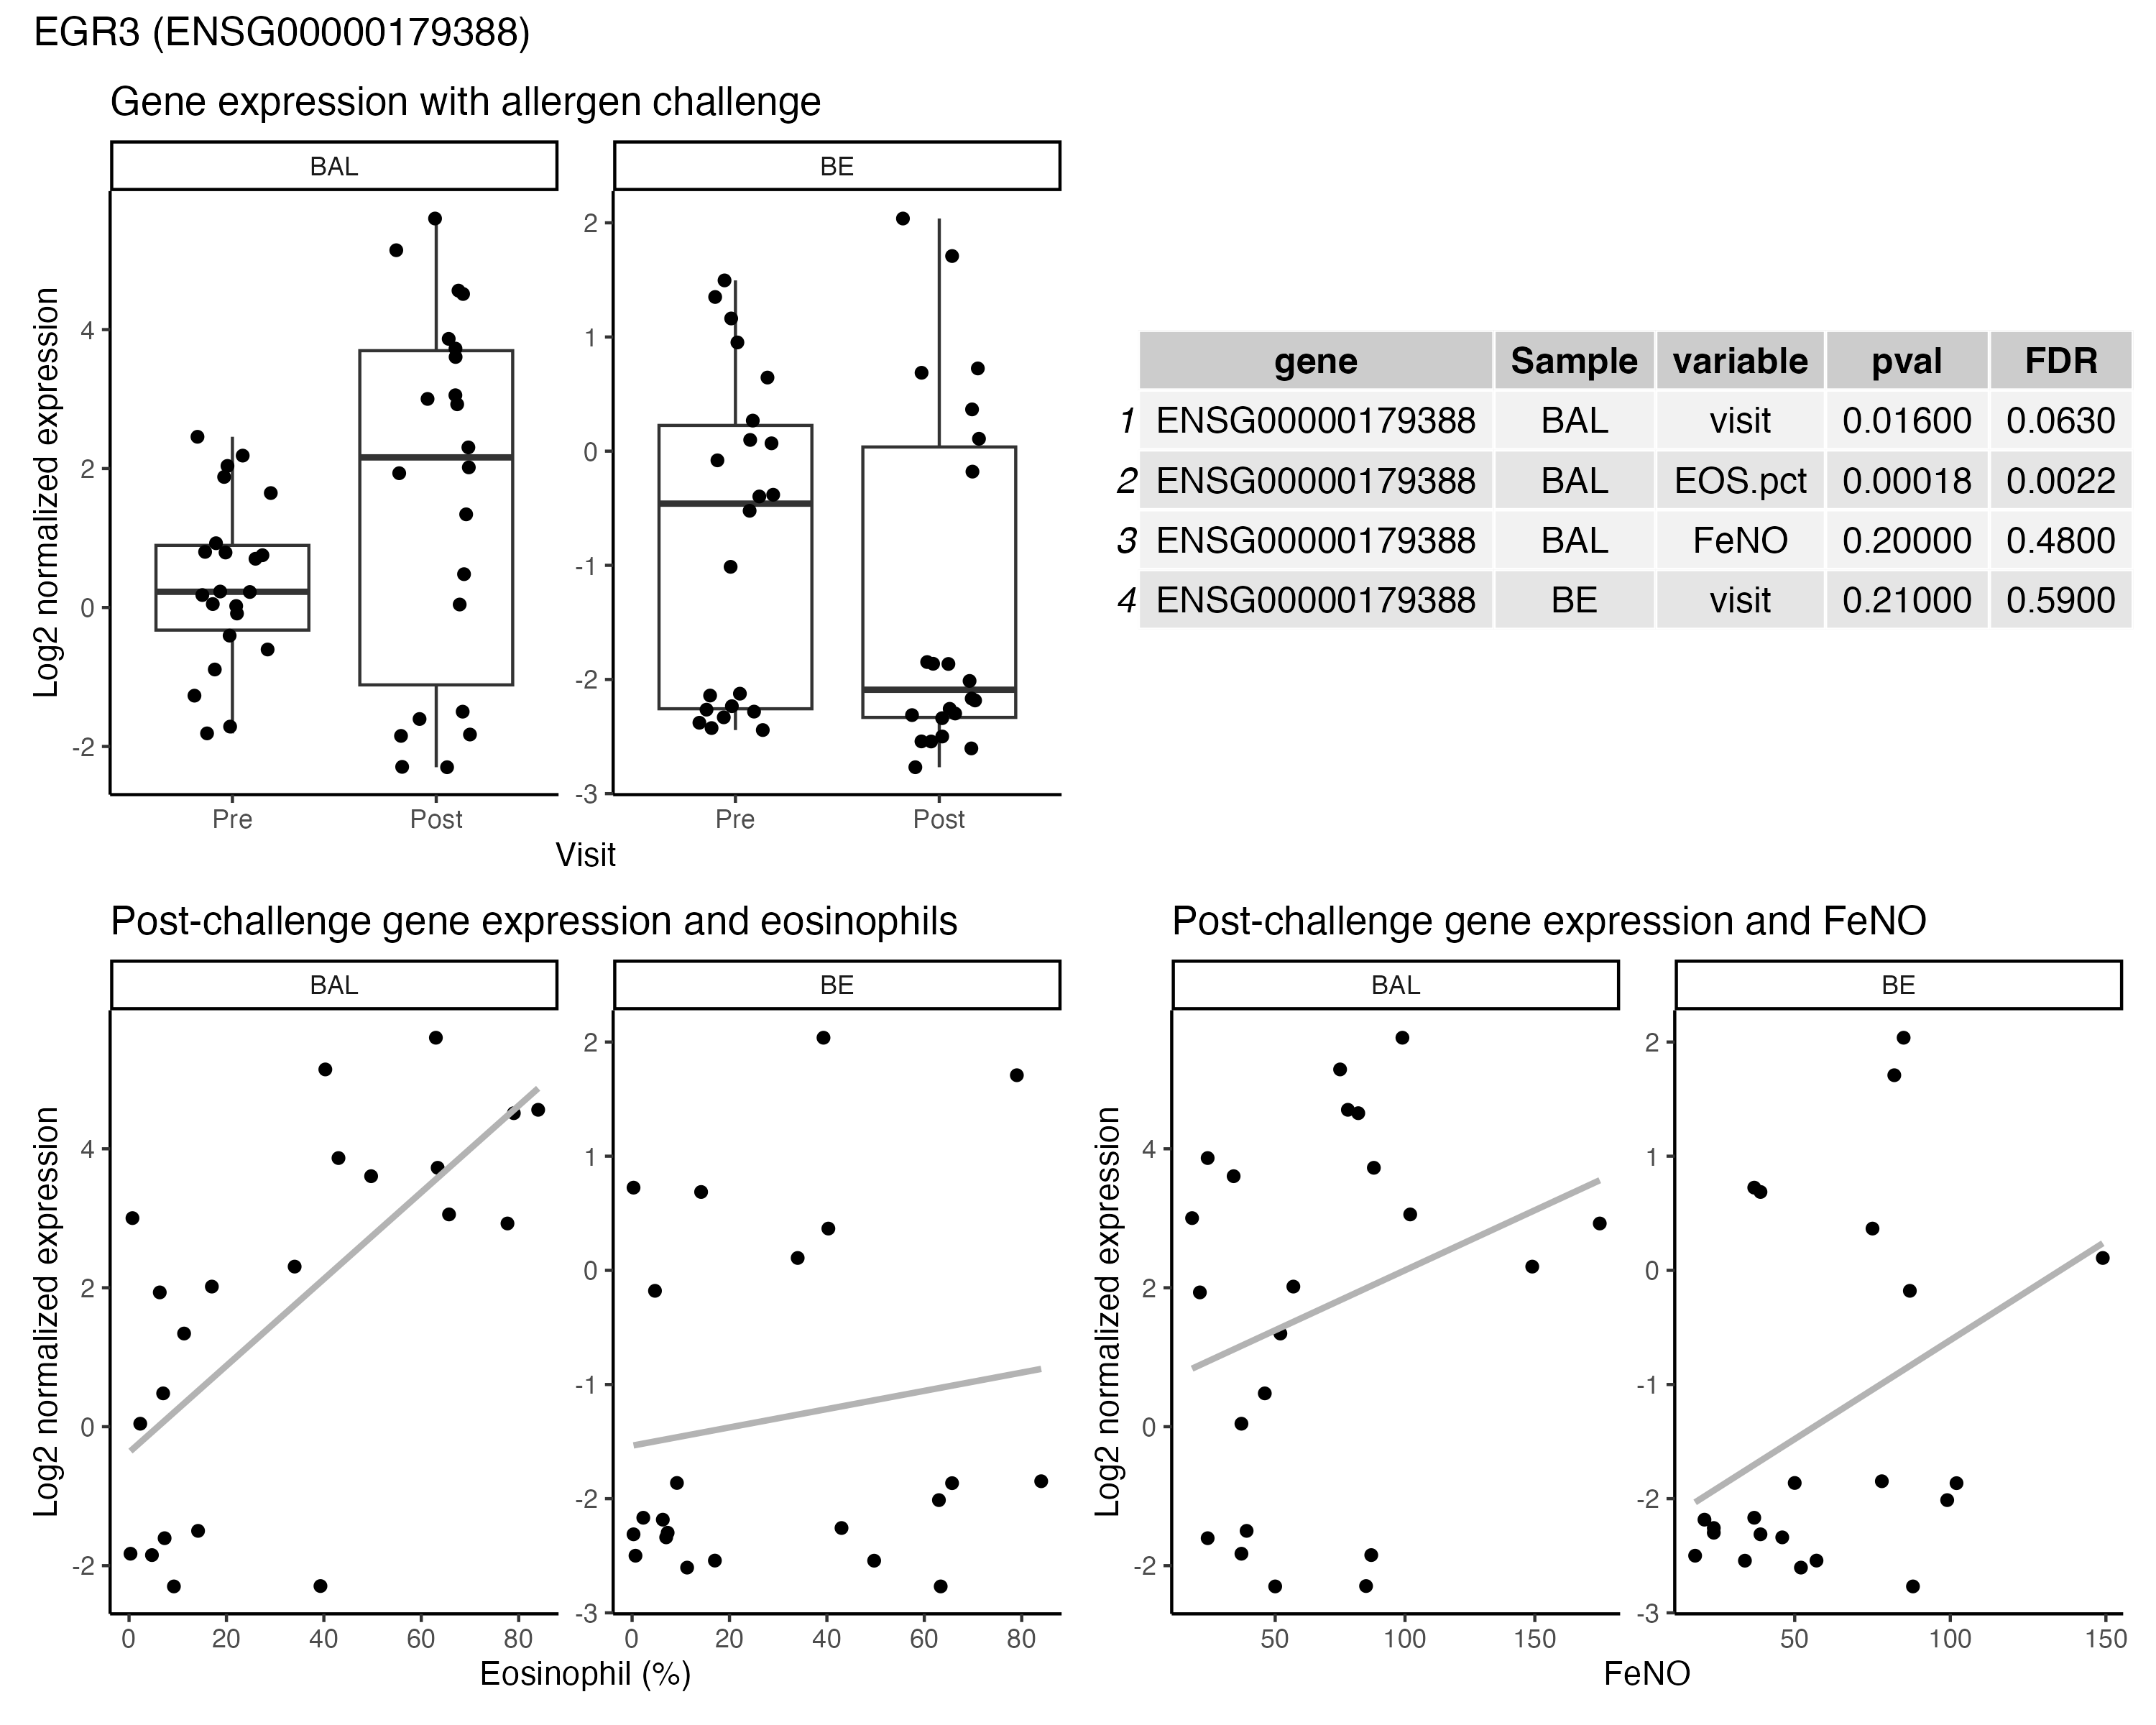 EGR3 (ENSG00000179388)
Gene expression with allergen challenge
BAL
BE
Log2 normalized expression
4
2
0
-2
2
1
0
-1
-2
-3
Pre
Post
Pre
Post
Visit
gene Sample variable pval FDR
1 ENSG00000179388 BAL visit 0.01600 0.0630
2 ENSG00000179388 BAL EOS.pct 0.00018 0.0022
3 ENSG00000179388 BAL FeNO 0.20000 0.4800
4 ENSG00000179388 BE visit 0.21000 0.5900
Post-challenge gene expression and eosinophils
BAL
BE
Log2 normalized expression
4
2
0
-2
2
1
0
-1
-2
-3
0 20 40 60 80
0 20 40 60 80
Eosinophil (%)
Post-challenge gene expression and FeNO
BAL
BE
Log2 normalized expression
4
2
0
-2
2
1
0
-1
-2
-3
50 100 150
50 100 150
FeNO